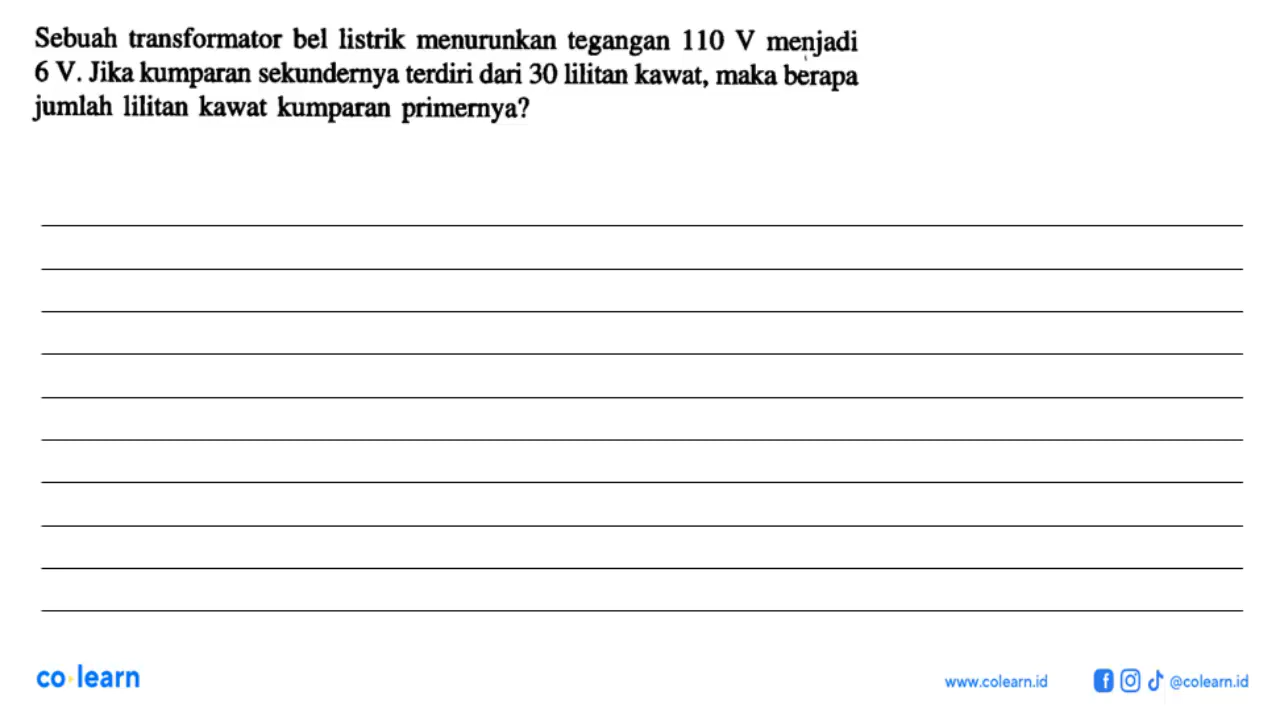 Sebuah transformator bel listrik menurunkan tegangan 110 V menjadi
6 V. Jika kumparan sekundernya terdiri dari 30 lilitan kawat, maka berapa
jumlah lilitan kawat kumparan primernya?
co learn
www.colearn.id @colearn.id